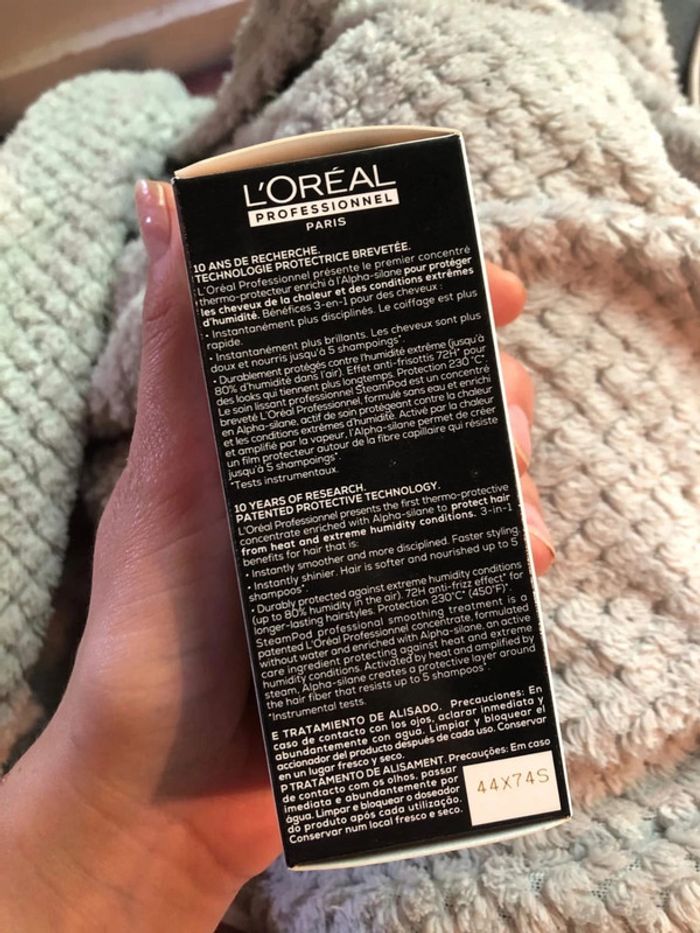 L'ORÉAL
PROFESSIONNEL
PARIS
10 ANS DE RECHERCHE.
TECHNOLOGIE PROTECTRICE BREVETÉE.
L'Oréal Professionnel présente le premier concentré
thermo-protecteur enrichi à l'Alpha-silane pour protéger
les cheveux de la chaleur et des conditions extrêmes
d'humidité. Bénéfices 3-en-1 pour des cheveux :
• Instantanément plus disciplinés. Le coiffage est plus
rapide.
• Instantanément plus brillants. Les cheveux sont plus
doux et nourris jusqu'à 5 shampoings*.
• Durablement protégés contre l'humidité extrême (jusqu'à
80% d'humidité dans l'air). Effet anti-frisottis 72H* pour
des looks qui tiennent plus longtemps. Protection 230°C*.
Le soin lissant professionnel SteamPod est un concentré
breveté L'Oréal Professionnel, formulé sans eau et enrichi
en Alpha-silane, actif de soin protégeant contre la chaleur
et les conditions extrêmes d'humidité. Activé par la chaleur
et amplifié par la vapeur, l'Alpha-silane permet de créer
un film protecteur autour de la fibre capillaire qui résiste
jusqu'à 5 shampoings*.
*Tests instrumentaux.
10 YEARS OF RESEARCH.
PATENTED PROTECTIVE TECHNOLOGY.
L'Oréal Professionnel presents the first thermo-protective
concentrate enriched with Alpha-silane to protect hair
from heat and extreme humidity conditions. 3-in-1
benefits for hair that is:
• Instantly smoother and more disciplined. Faster styling.
• Instantly shinier. Hair is softer and nourished up to 5
shampoos*.
• Durably protected against extreme humidity conditions
(up to 80% humidity in the air). 72H anti-frizz effect* for
longer-lasting hairstyles. Protection 230°C (450°F)*.
SteamPod professional smoothing treatment is a
patented L'Oréal Professionnel concentrate, formulated
without water and enriched with Alpha-silane, an active
care ingredient protecting against heat and extreme
humidity conditions. Activated by heat and amplified by
steam, Alpha-silane creates a protective layer around
the hair fiber that resists up to 5 shampoos*.
*Instrumental tests.
E TRATAMIENTO DE ALISADO. Precauciones: En
caso de contacto con los ojos, aclarar inmediata y
abundantemente con agua. Limpiar y bloquear el
accionador del producto después de cada uso. Conservar
en un lugar fresco y seco.
P TRATAMENTO DE ALISAMENT. Precauções: Em caso
de contacto com os olhos, passar
imediata e abundantemente por
água. Limpar e bloquear o doseador
do produto após cada utilização.
Conservar num local fresco e seco.
44X74S